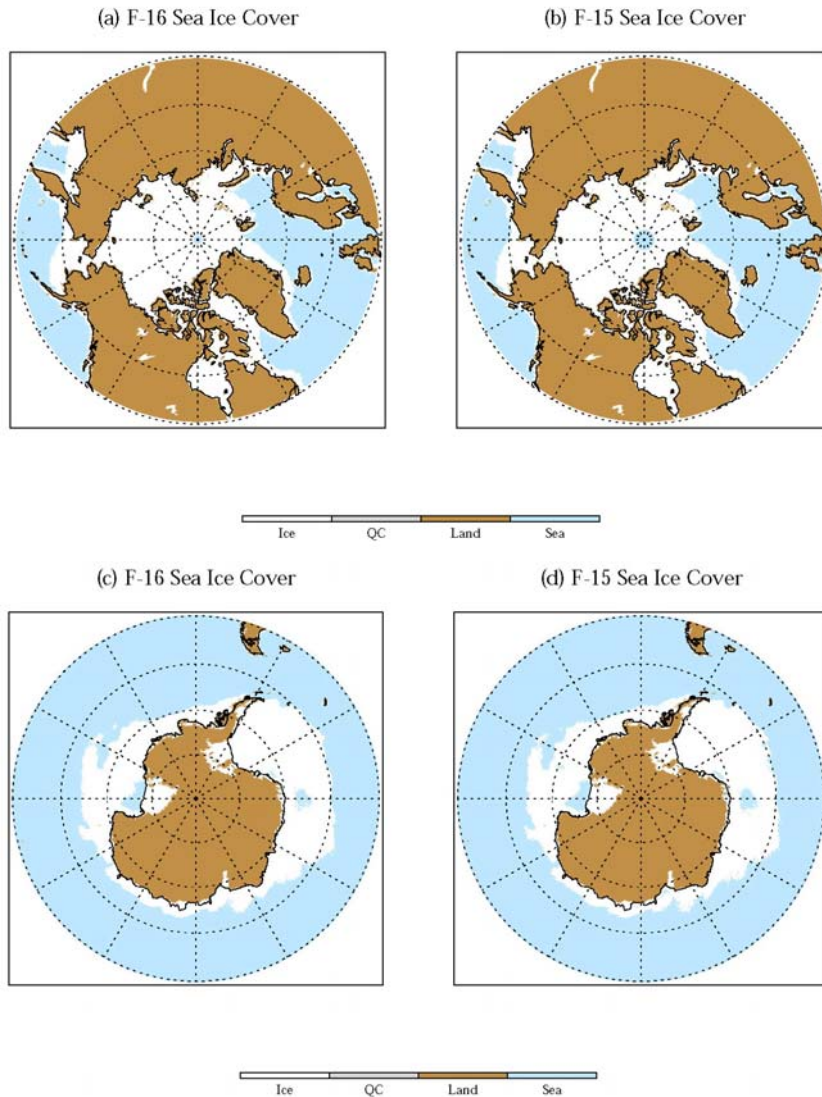 (a) F-16 Sea Ice Cover
(b) F-15 Sea Ice Cover
Ice QC Land Sea
(c) F-16 Sea Ice Cover
(d) F-15 Sea Ice Cover
Ice QC Land Sea